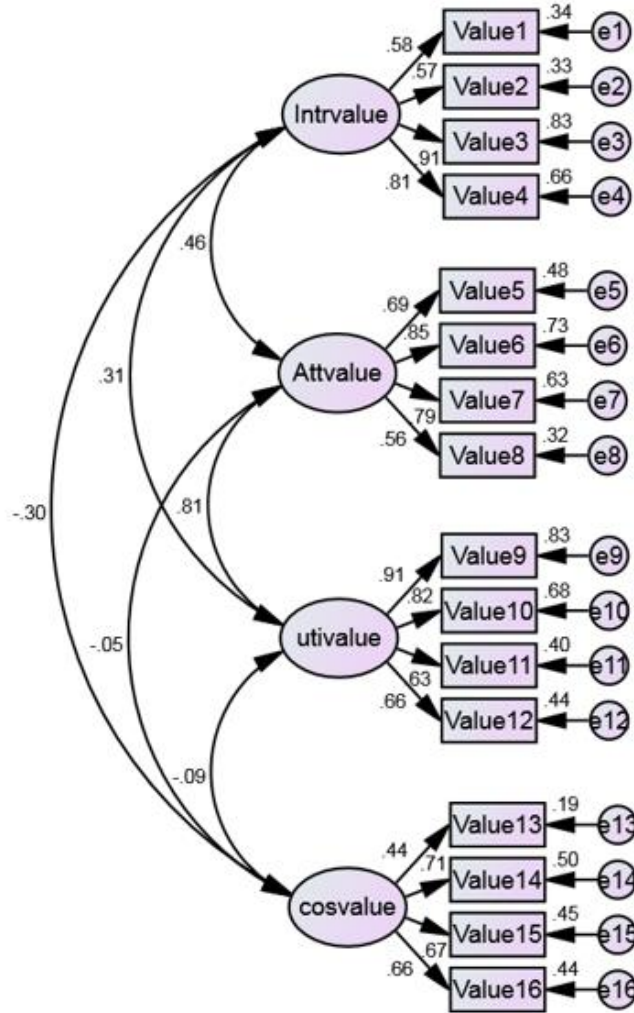 .34
Value1
e1
.58
.57
.33
Value2
e2
Intrvalue
.83
Value3
e3
.91
.81
.66
Value4
e4
.46
.48
Value5
e5
.69
.85
.73
Value6
e6
.31
Attvalue
.63
Value7
e7
.79
.56
.32
Value8
e8
-.30
.81
.83
Value9
e9
.91
.82
.68
Value10
e10
-.05
utivalue
.40
Value11
e11
.63
.66
.44
Value12
e12
-.09
.19
Value13
e13
.44
.71
.50
Value14
e14
cosvalue
.45
Value15
e15
.67
.66
.44
Value16
e16